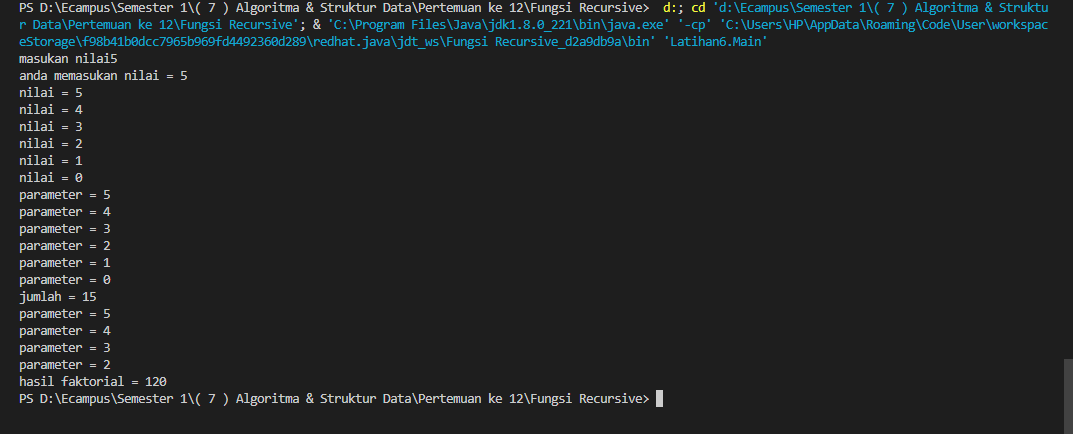 PS D:\Ecampus\Semester 1\( 7 ) Algoritma & Struktur Data\Pertemuan ke 12\Fungsi Recursive>  d:; cd 'd:\Ecampus\Semester 1\( 7 ) Algoritma & Struktu
r Data\Pertemuan ke 12\Fungsi Recursive'; & 'C:\Program Files\Java\jdk1.8.0_221\bin\java.exe' '-cp' 'C:\Users\HP\AppData\Roaming\Code\User\workspac
eStorage\f98b41b0dcc7965b969fd4492360d289\redhat.java\jdt_ws\Fungsi Recursive_d2a9db9a\bin' 'Latihan6.Main'
masukan nilai5
anda memasukan nilai = 5
nilai = 5
nilai = 4
nilai = 3
nilai = 2
nilai = 1
nilai = 0
parameter = 5
parameter = 4
parameter = 3
parameter = 2
parameter = 1
parameter = 0
jumlah = 15
parameter = 5
parameter = 4
parameter = 3
parameter = 2
hasil faktorial = 120
PS D:\Ecampus\Semester 1\( 7 ) Algoritma & Struktur Data\Pertemuan ke 12\Fungsi Recursive>